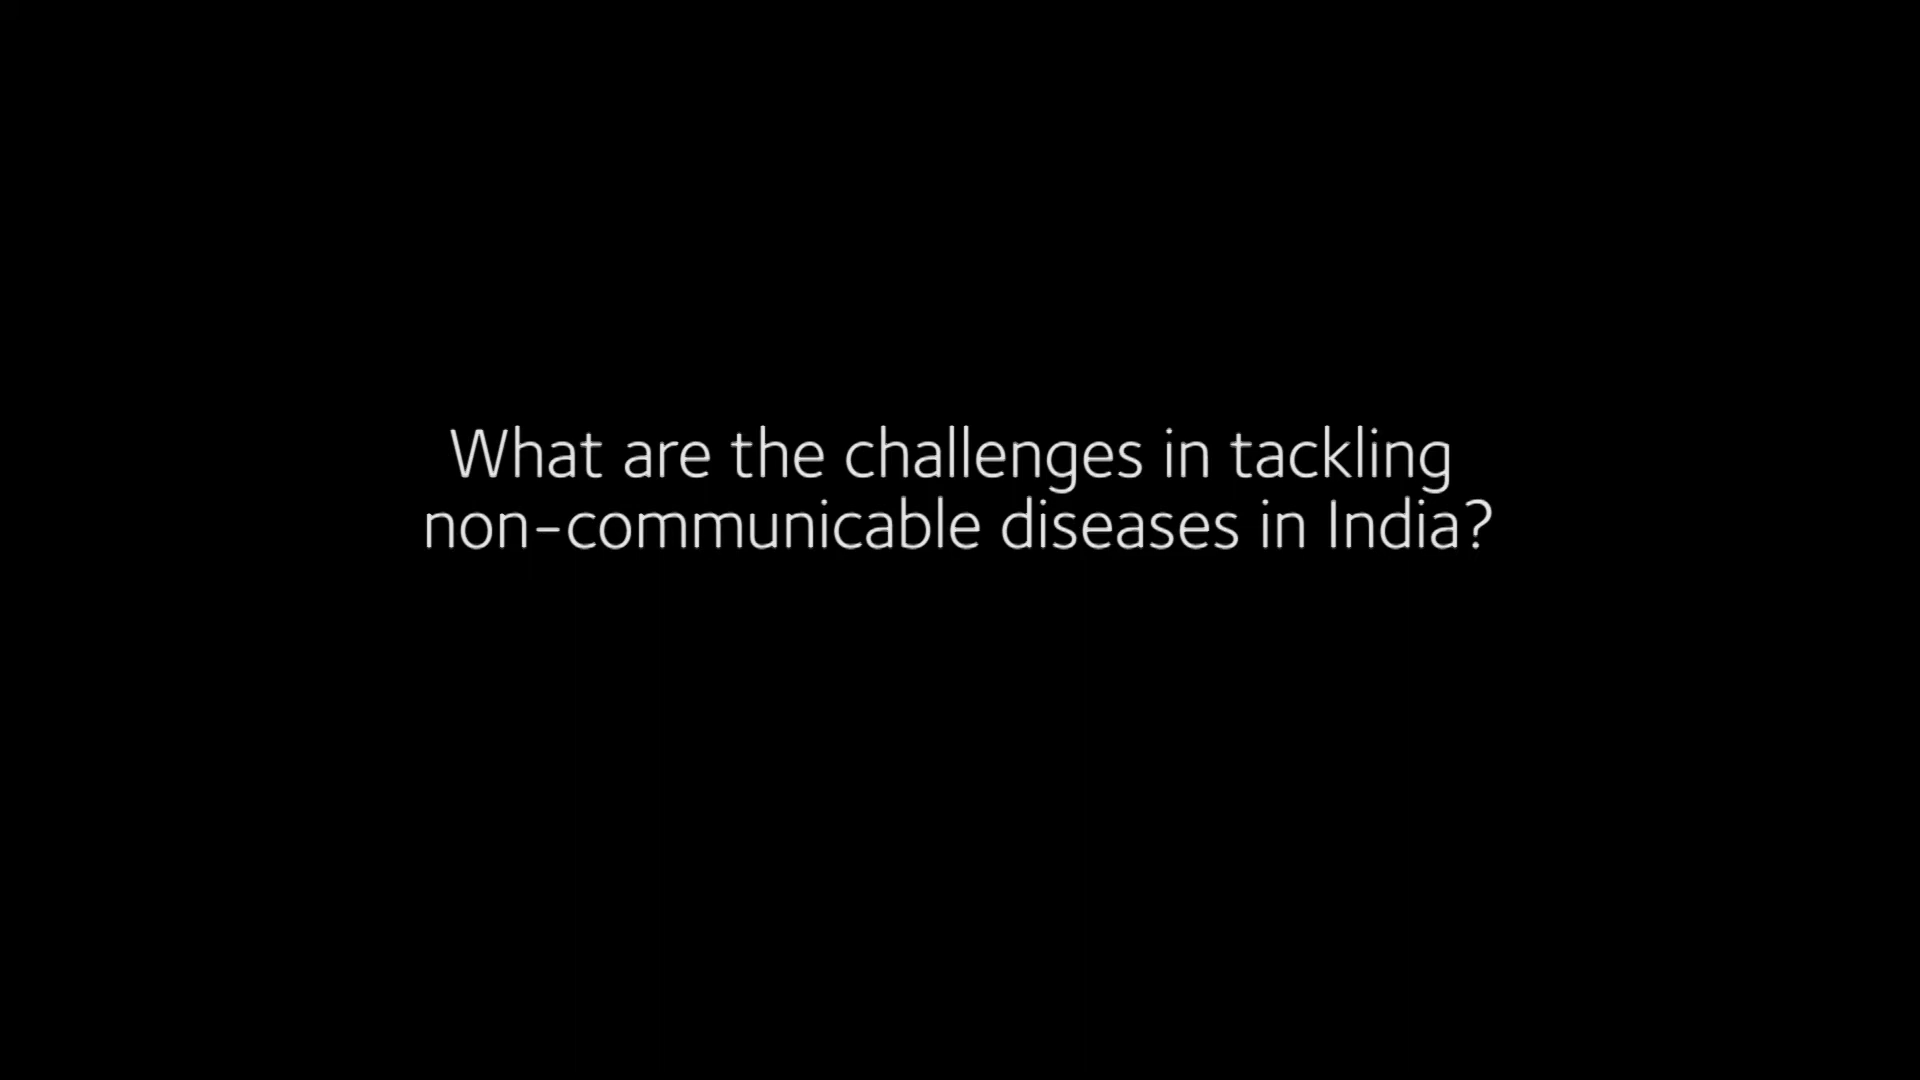 What are the challenges in tackling
non-communicable diseases in India?